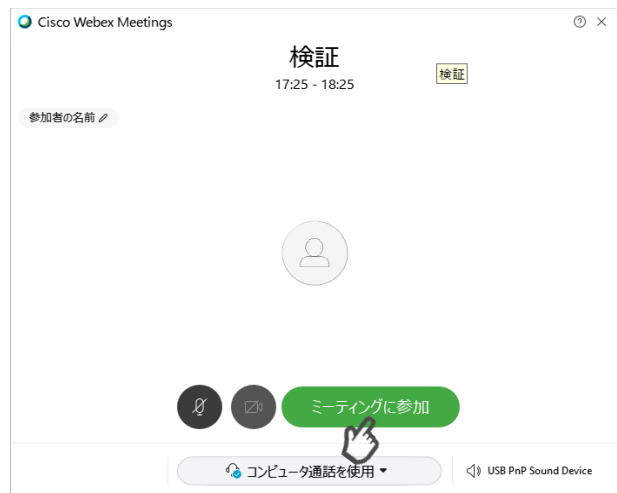 Cisco Webex Meetings
検証
17:25 - 18:25
検証
参加者の名前
ミーティングに参加
コンピュータ通話を使用
USB PnP Sound Device